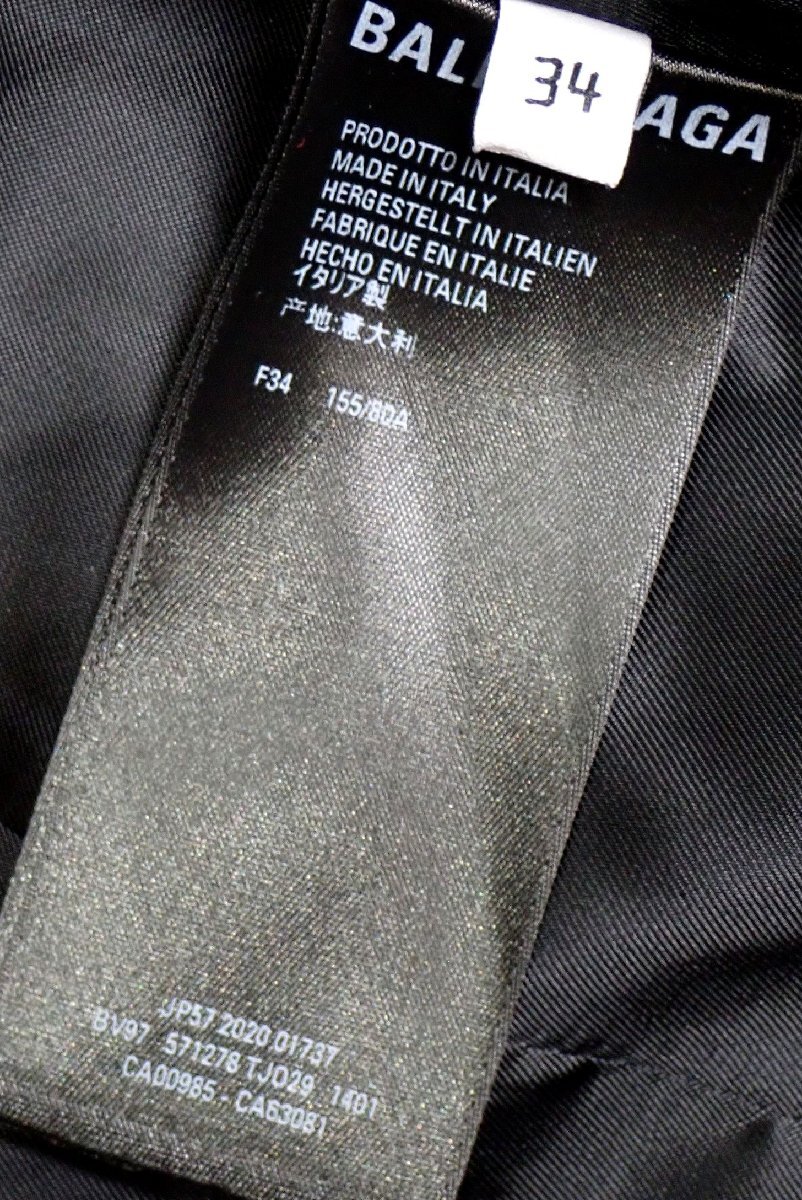 34
BAL AGA
PRODOTTO IN ITALIA
MADE IN ITALY
HERGESTELLT IN ITALIEN
FABRIQUE EN ITALIE
HECHO EN ITALIA
イタリア製
产地:意大利
F34 155/80A
JP57 2020 01737
BV97 571278 TJO29 1401
CA00985 - CA63081